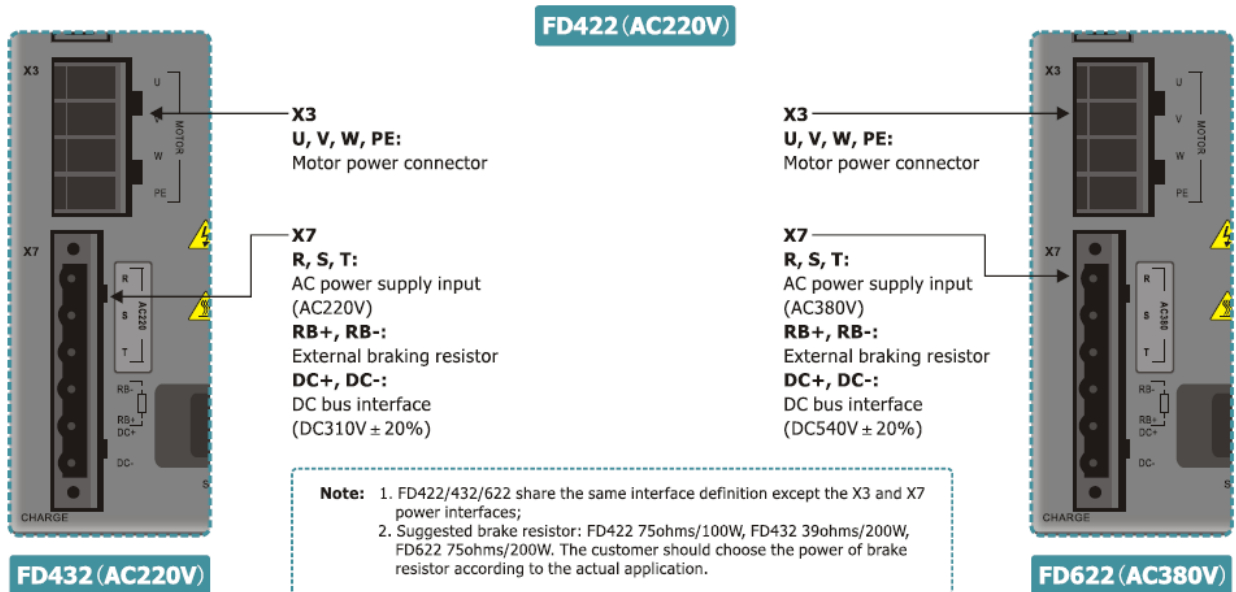 FD422(AC220V)
X3
U
V
W
PE
MOTOR
X7
R
S
T
AC220
RB-
RB+
DC+
DC-
S
CHARGE
FD432(AC220V)
X3
U, V, W, PE:
Motor power connector
X7
R, S, T:
AC power supply input
(AC220V)
RB+, RB-:
External braking resistor
DC+, DC-:
DC bus interface
(DC310V±20%)
X3
U, V, W, PE:
Motor power connector
X7
R, S, T:
AC power supply input
(AC380V)
RB+, RB-:
External braking resistor
DC+, DC-:
DC bus interface
(DC540V±20%)
X3
U
V
W
PE
MOTOR
X7
R
S
T
AC380
RB-
RB+
DC+
DC-
S
CHARGE
FD622(AC380V)
Note: 1. FD422/432/622 share the same interface definition except the X3 and X7
power interfaces;
2. Suggested brake resistor: FD422 75ohms/100W, FD432 39ohms/200W,
FD622 75ohms/200W. The customer should choose the power of brake
resistor according to the actual application.